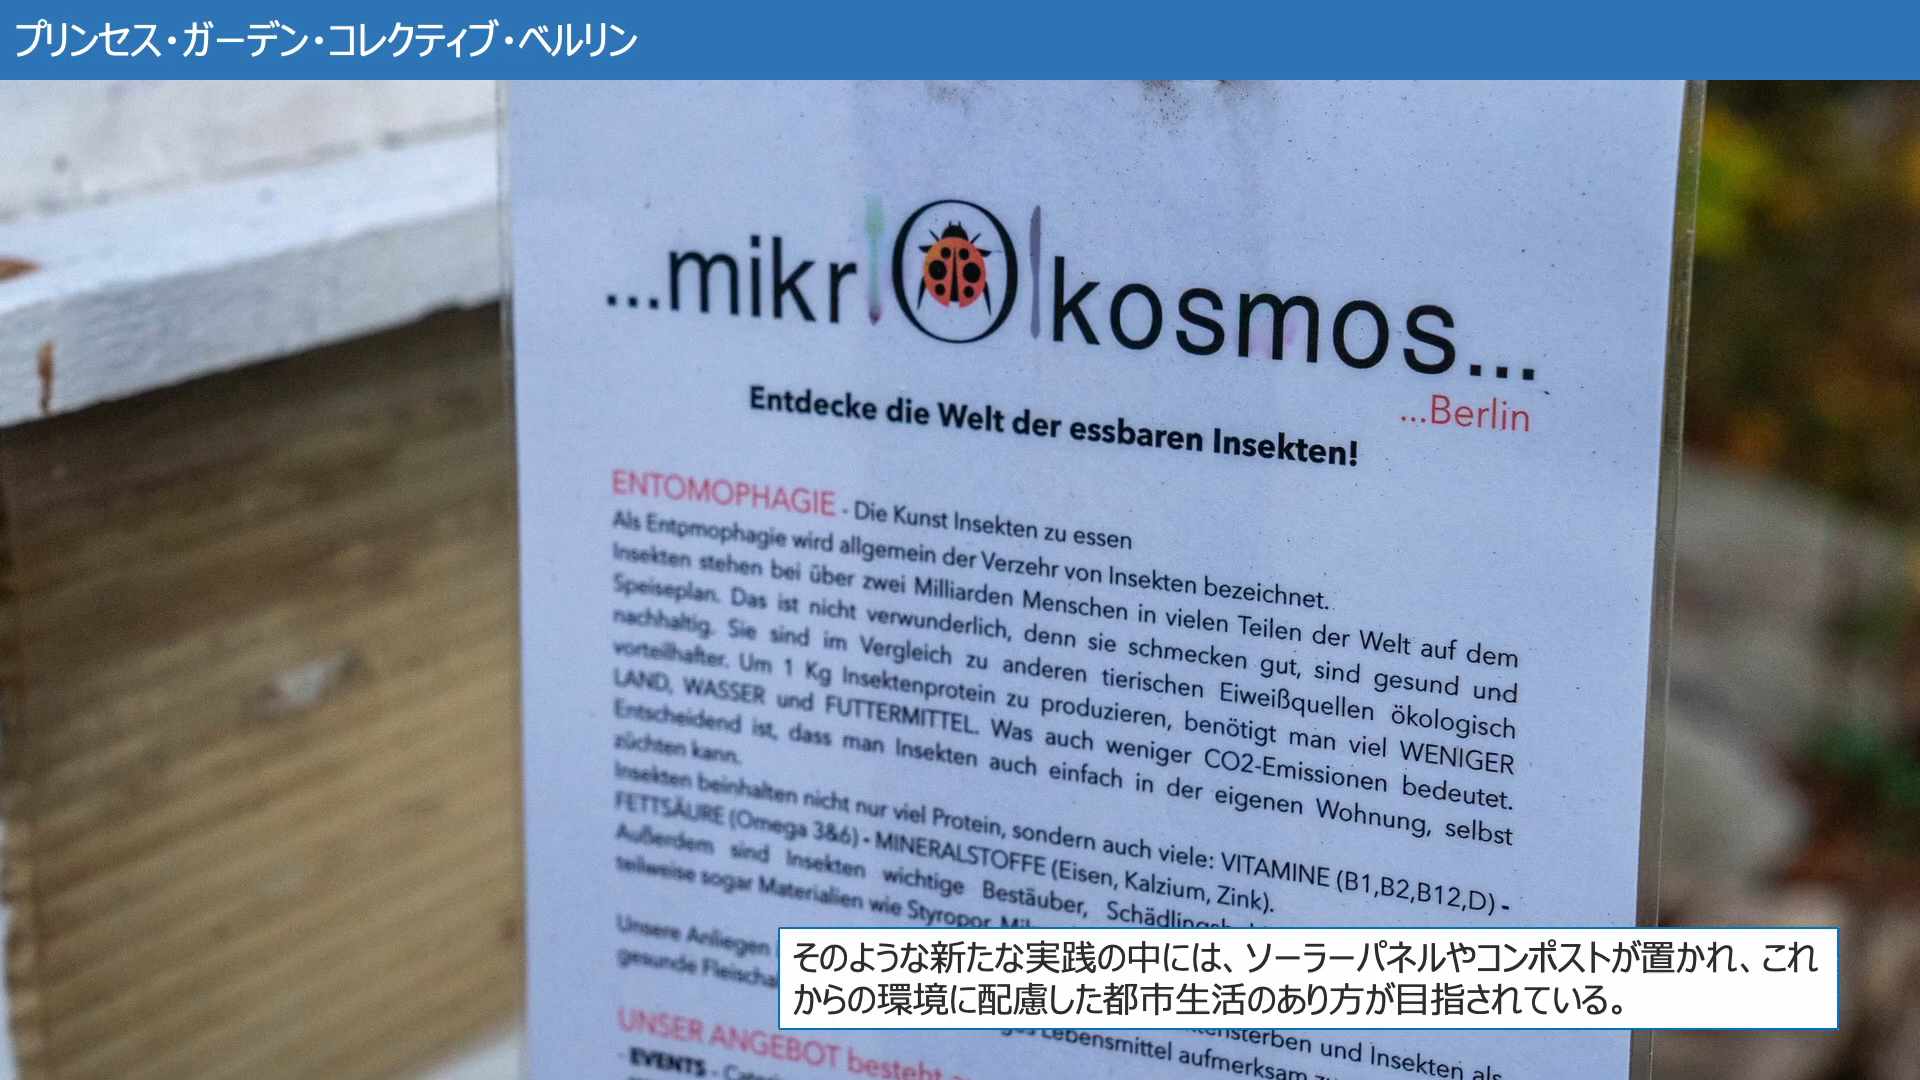 プリンセス・ガーデン・コレクティブ・ベルリン
...mikrOkosmos...
...Berlin
Entdecke die Welt der essbaren Insekten!
ENTOMOPHAGIE - Die Kunst Insekten zu essen
Als Entomophagie wird allgemein der Verzehr von Insekten bezeichnet.
Insekten stehen bei über zwei Milliarden Menschen in vielen Teilen der Welt auf dem
Speiseplan. Das ist nicht verwunderlich, denn sie schmecken gut, sind gesund und
nachhaltig. Sie sind im Vergleich zu anderen tierischen Eiweißquellen ökologisch
vorteilhafter. Um 1 Kg Insektenprotein zu produzieren, benötigt man viel WENIGER
LAND, WASSER und FUTTERMITTEL. Was auch weniger CO2-Emissionen bedeutet.
Entscheidend ist, dass man Insekten auch einfach in der eigenen Wohnung, selbst
züchten kann.
Insekten beinhalten nicht nur viel Protein, sondern auch viele: VITAMINE (B1,B2,B12,D) -
FETTSÄURE (Omega 3&6) - MINERALSTOFFE (Eisen, Kalzium, Zink).
Außerdem sind Insekten wichtige Bestäuber,
teilweise sogar Materialien wie Styropor
Unsere Anliegen
gesunde
そのような新たな実践の中には、ソーラーパネルやコンポストが置かれ、これ
からの環境に配慮した都市生活のあり方が目指されている。
und Insekten als
Lebensmittel aufmerksam
UNSER ANGEBOT besteht
- EVENTS -